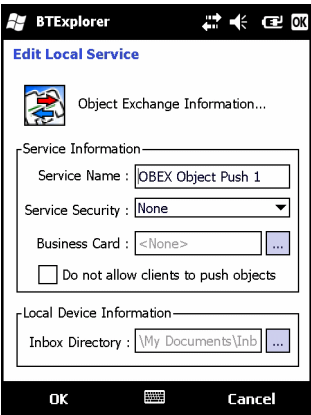 BTExplorer OK
Edit Local Service
Object Exchange Information...
Service Information
Service Name : OBEX Object Push 1
Service Security : None
Business Card : <None> ...
Do not allow clients to push objects
Local Device Information
Inbox Directory : \My Documents\Inb ...
OK Cancel